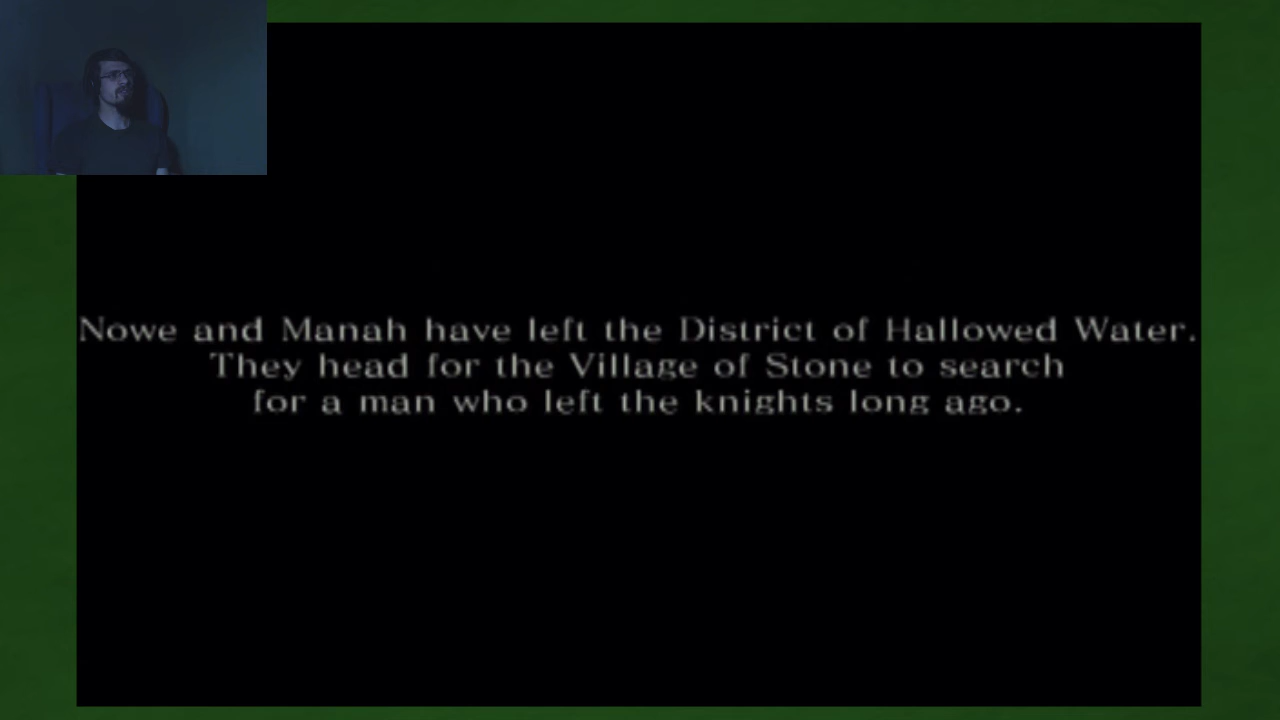 Nowe and Manah have left the District of Hallowed Water.
They head for the Village of Stone to search
for a man who left the knights long ago.